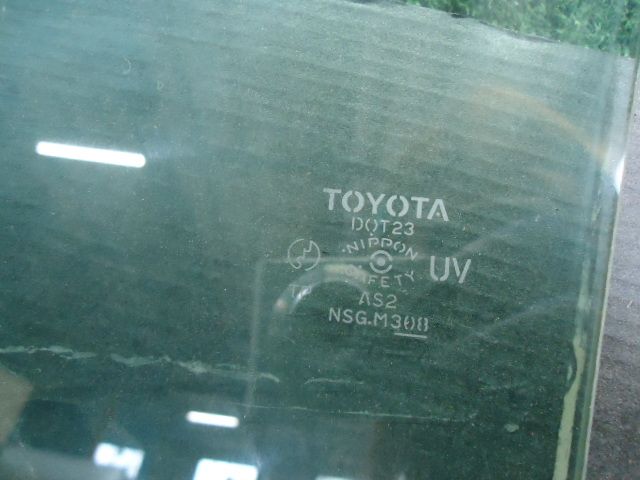 TOYOTA
DOT23
NIPPON
SAFETY
UV
AS2
NSG.M308